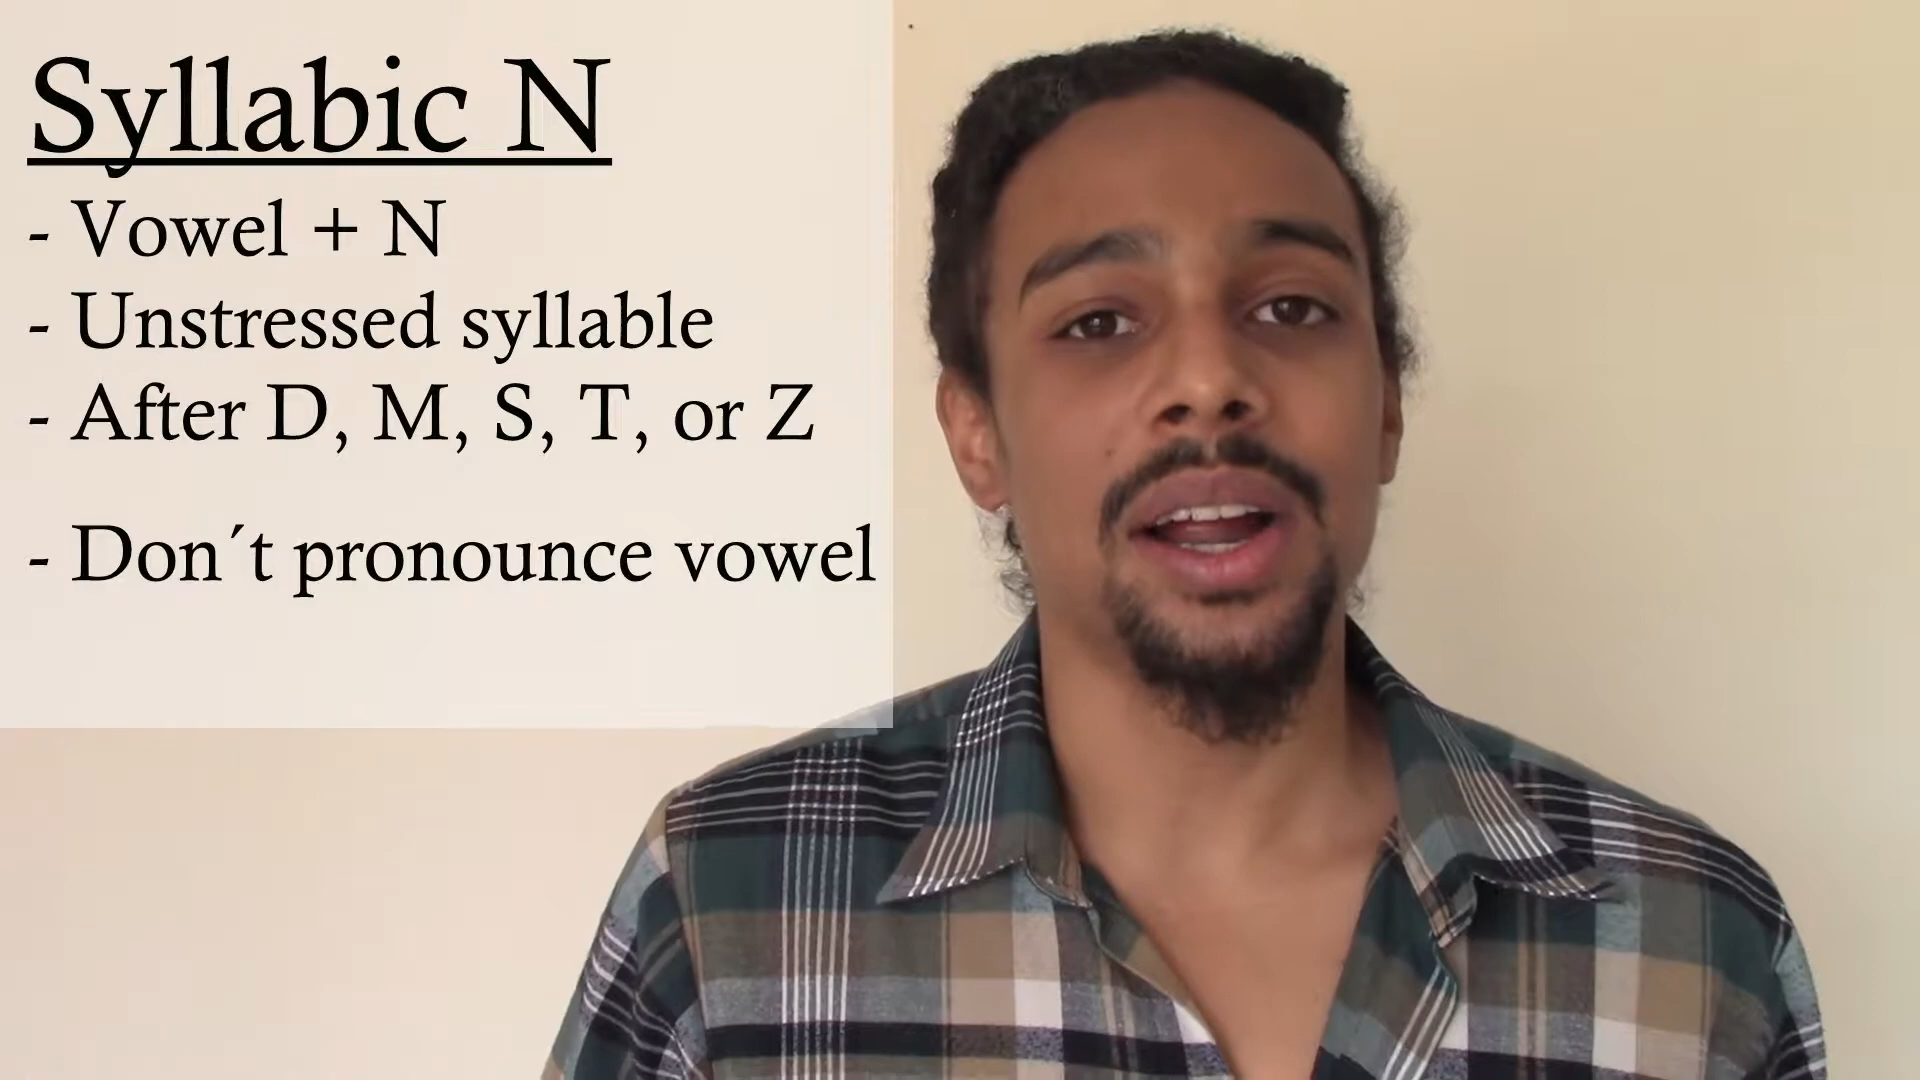 Syllabic N
- Vowel + N
- Unstressed syllable
- After D, M, S, T, or Z
- Don´t pronounce vowel